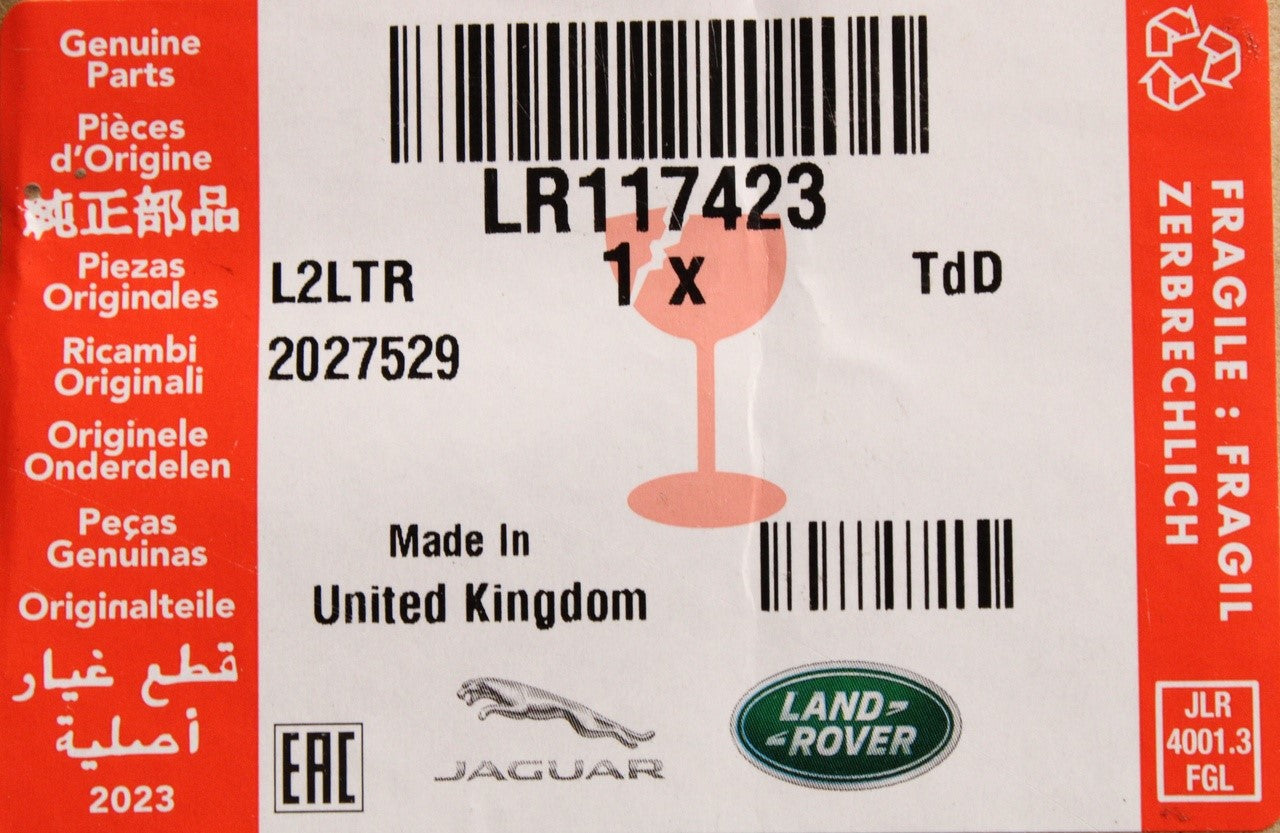 Genuine
Parts
Pièces
d'Origine
純正部品
Piezas
Originales
Ricambi
Originali
Originele
Onderdelen
Peças
Genuinas
Originalteile
قطع غيار
أصلية
2023
LR117423
L2LTR
1 x
TdD
2027529
Made In
United Kingdom
EAC
JAGUAR
LAND-
-ROVER
FRAGILE : FRAGIL
ZERBRECHLICH
JLR
4001.3
FGL